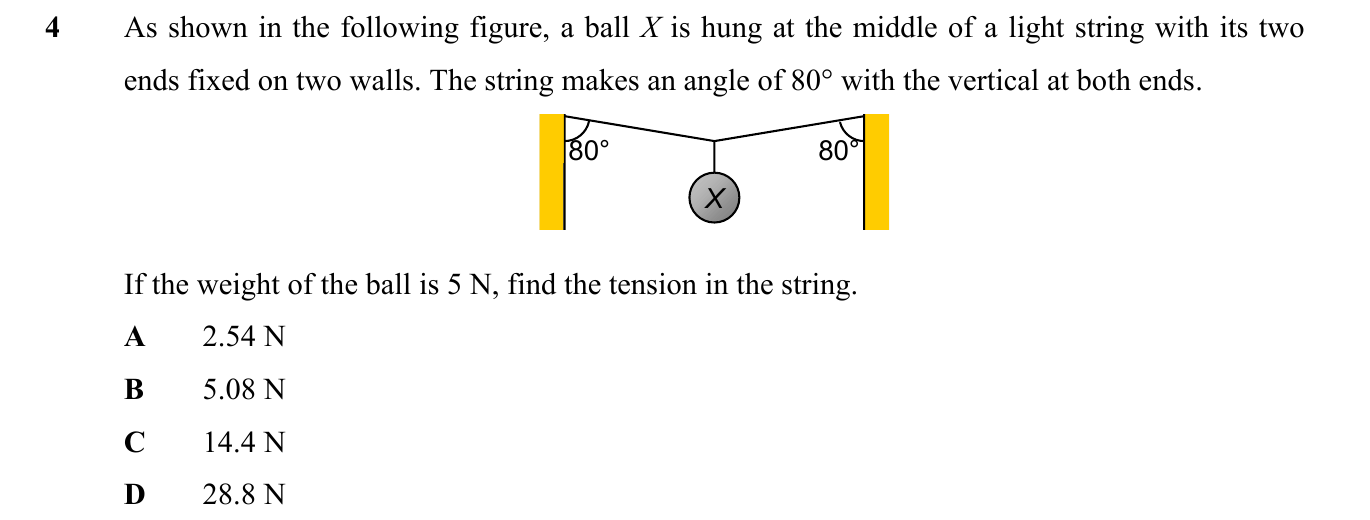 4 As shown in the following figure, a ball X is hung at the middle of a light string with its two
ends fixed on two walls. The string makes an angle of 80° with the vertical at both ends.
80° 80°
X
If the weight of the ball is 5 N, find the tension in the string.
A 2.54 N
B 5.08 N
C 14.4 N
D 28.8 N